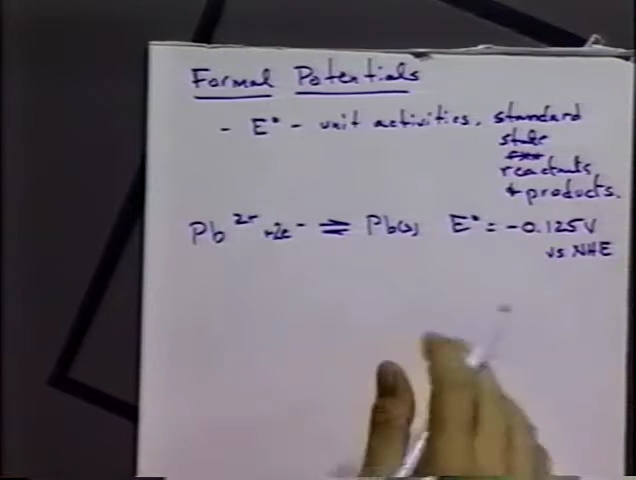 Formal Potentials
- E° - unit activities. standard
state
reactants
+ products.
Pb²⁺ + 2e⁻ ⇌ Pb(s) E° = -0.125V
vs NHE